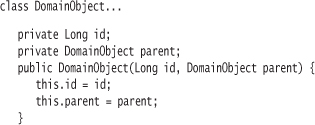 class DomainObject...
private Long id;
private DomainObject parent;
public DomainObject(Long id, DomainObject parent) {
this.id = id;
this.parent = parent;
}